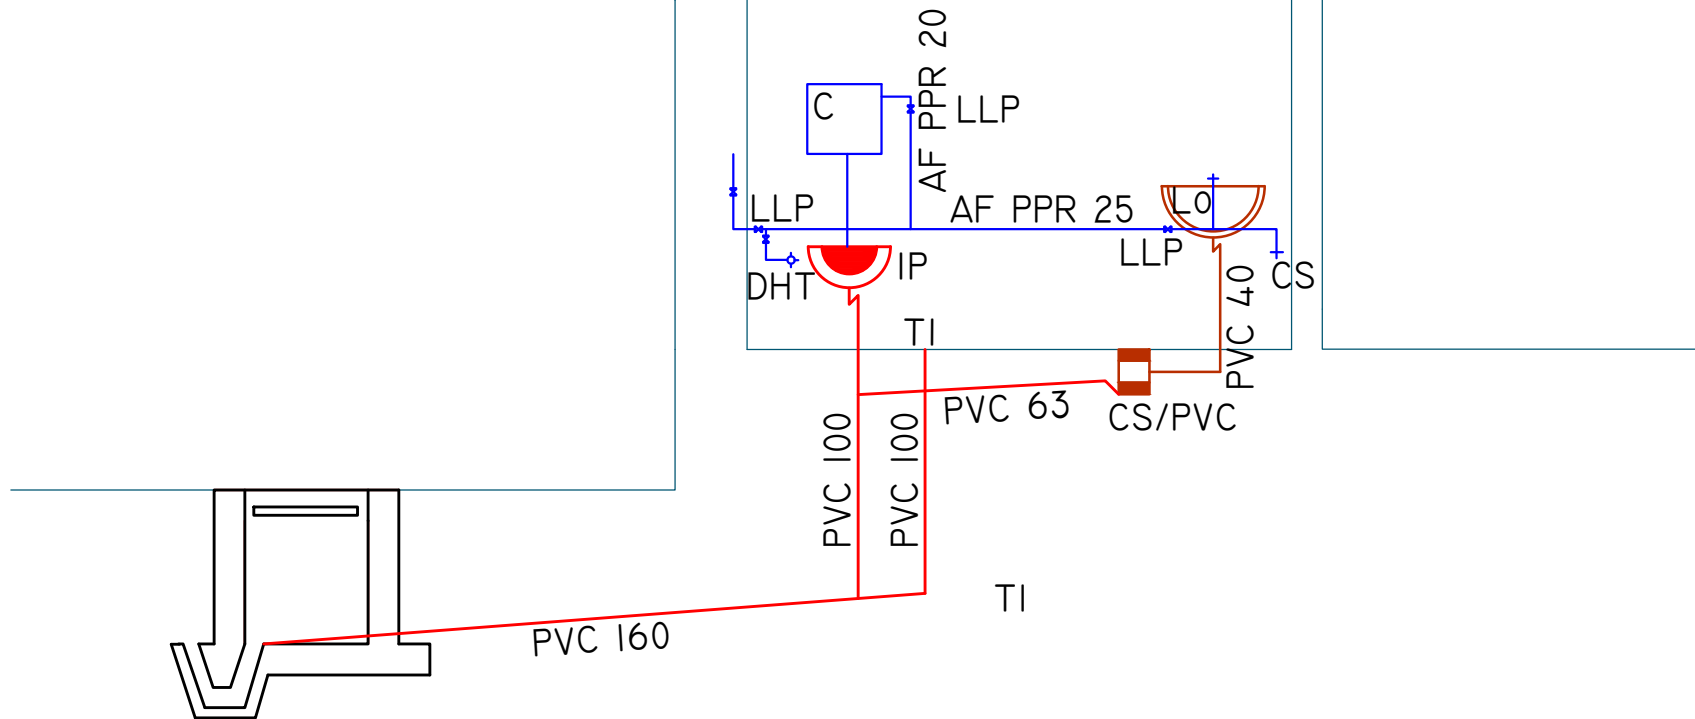 AF PPR 20
C
LLP
LLP
AF PPR 25
LO
LLP
IP
DHT
CS
TI
PVC 40
PVC 63
CS/PVC
PVC 100
PVC 100
TI
PVC 160